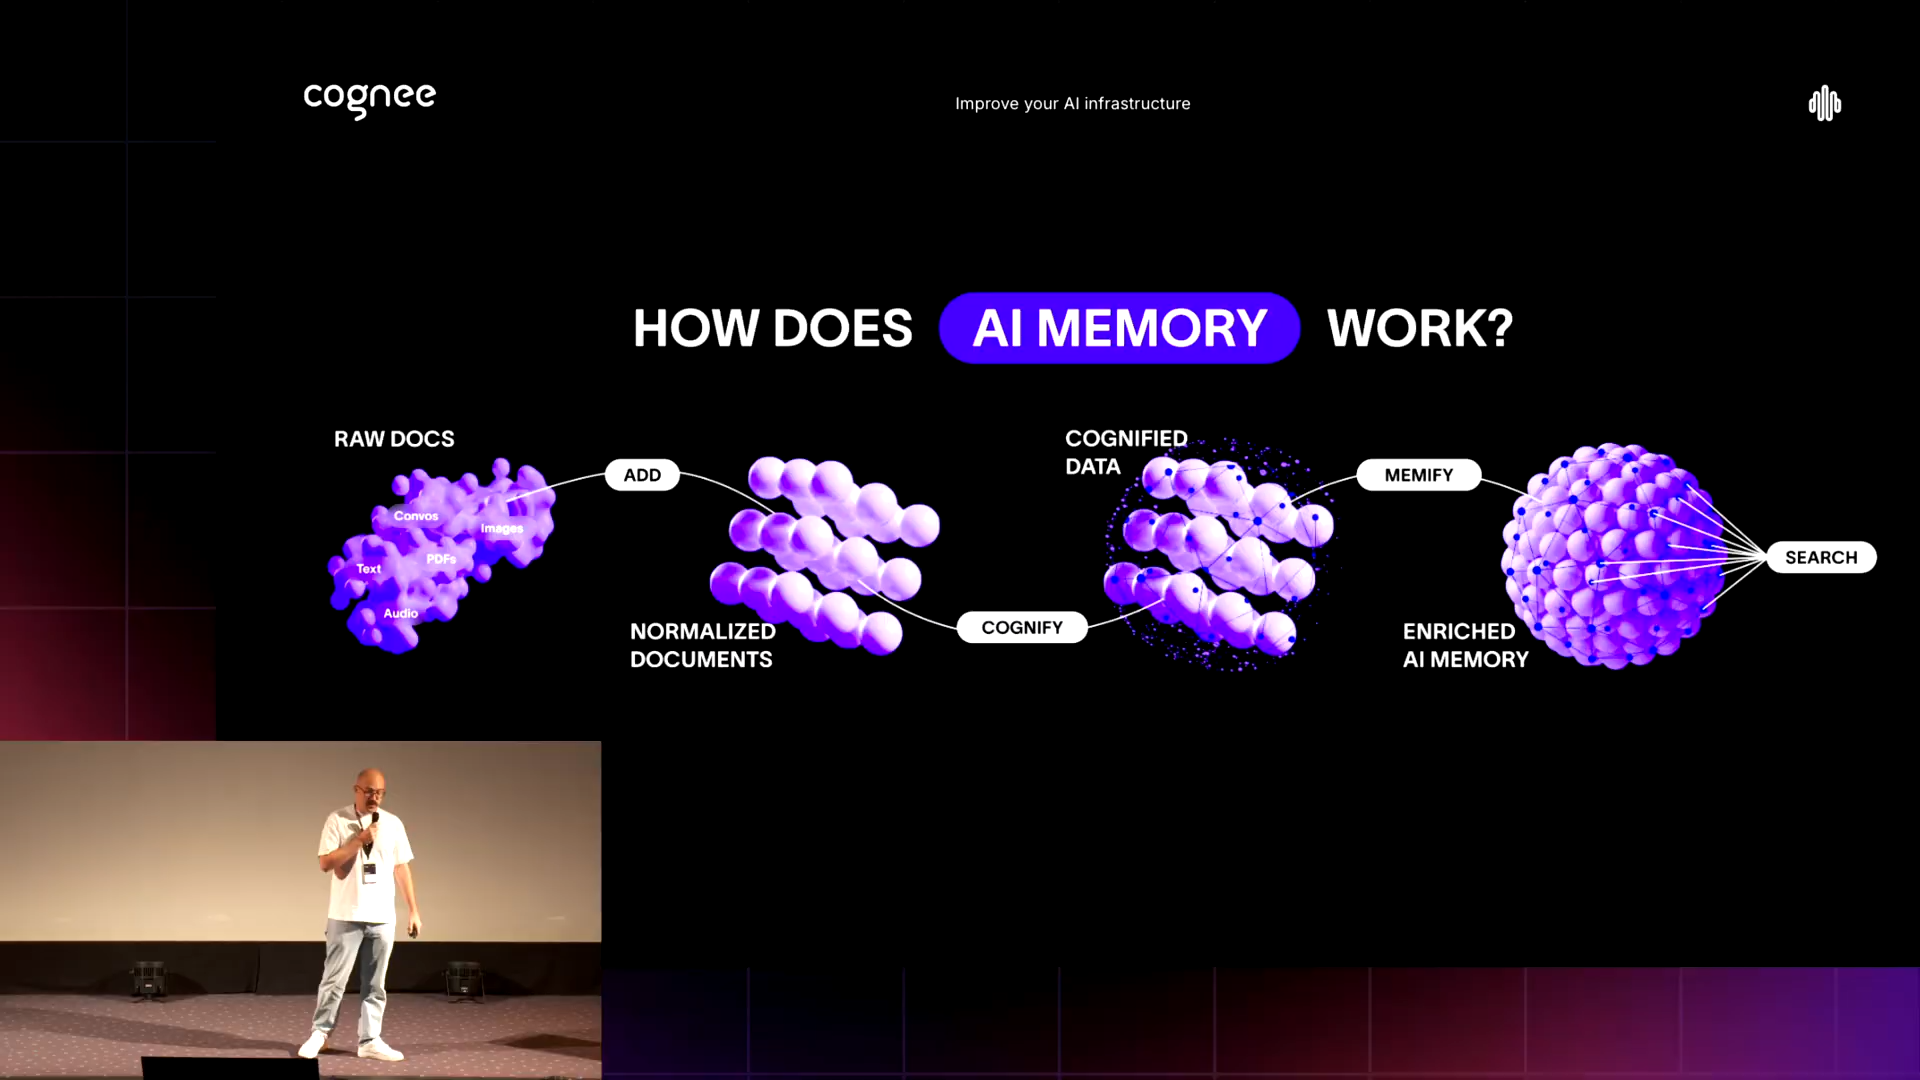 cognee
Improve your AI infrastructure
HOW DOES AI MEMORY WORK?
RAW DOCS
Convos
Images
PDFs
Text
Audio
ADD
NORMALIZED
DOCUMENTS
COGNIFY
COGNIFIED
DATA
MEMIFY
ENRICHED
AI MEMORY
SEARCH